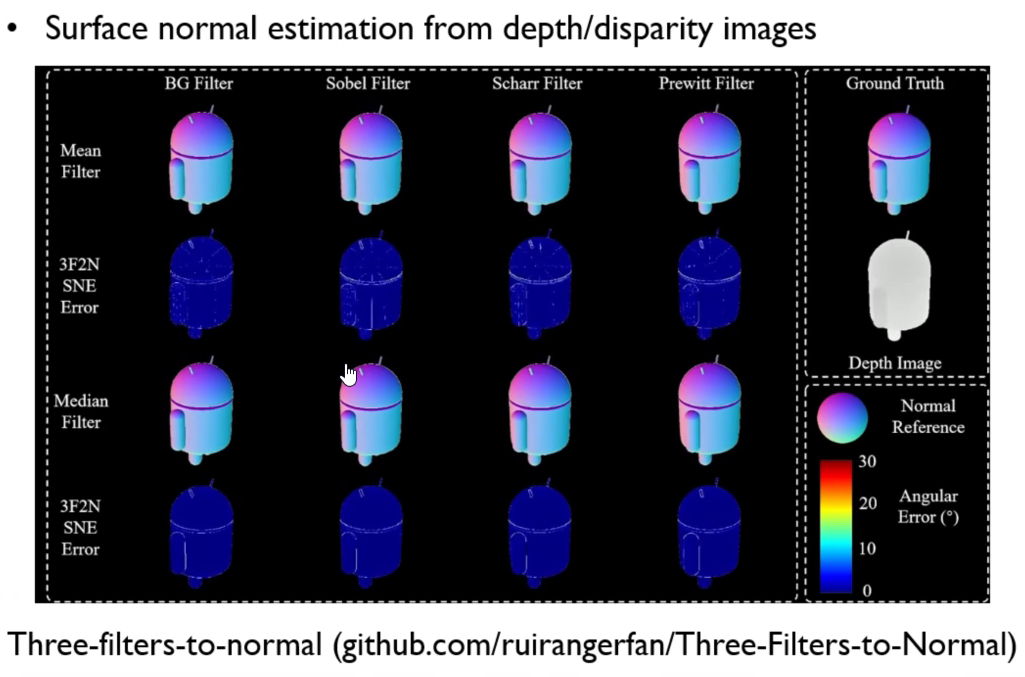 • Surface normal estimation from depth/disparity images
BG Filter
Sobel Filter
Scharr Filter
Prewitt Filter
Ground Truth
Mean
Filter
3F2N
SNE
Error
Depth Image
Median
Filter
Normal
Reference
3F2N
SNE
Error
30
20
10
0
Angular
Error (°)
Three-filters-to-normal (github.com/ruirangerfan/Three-Filters-to-Normal)